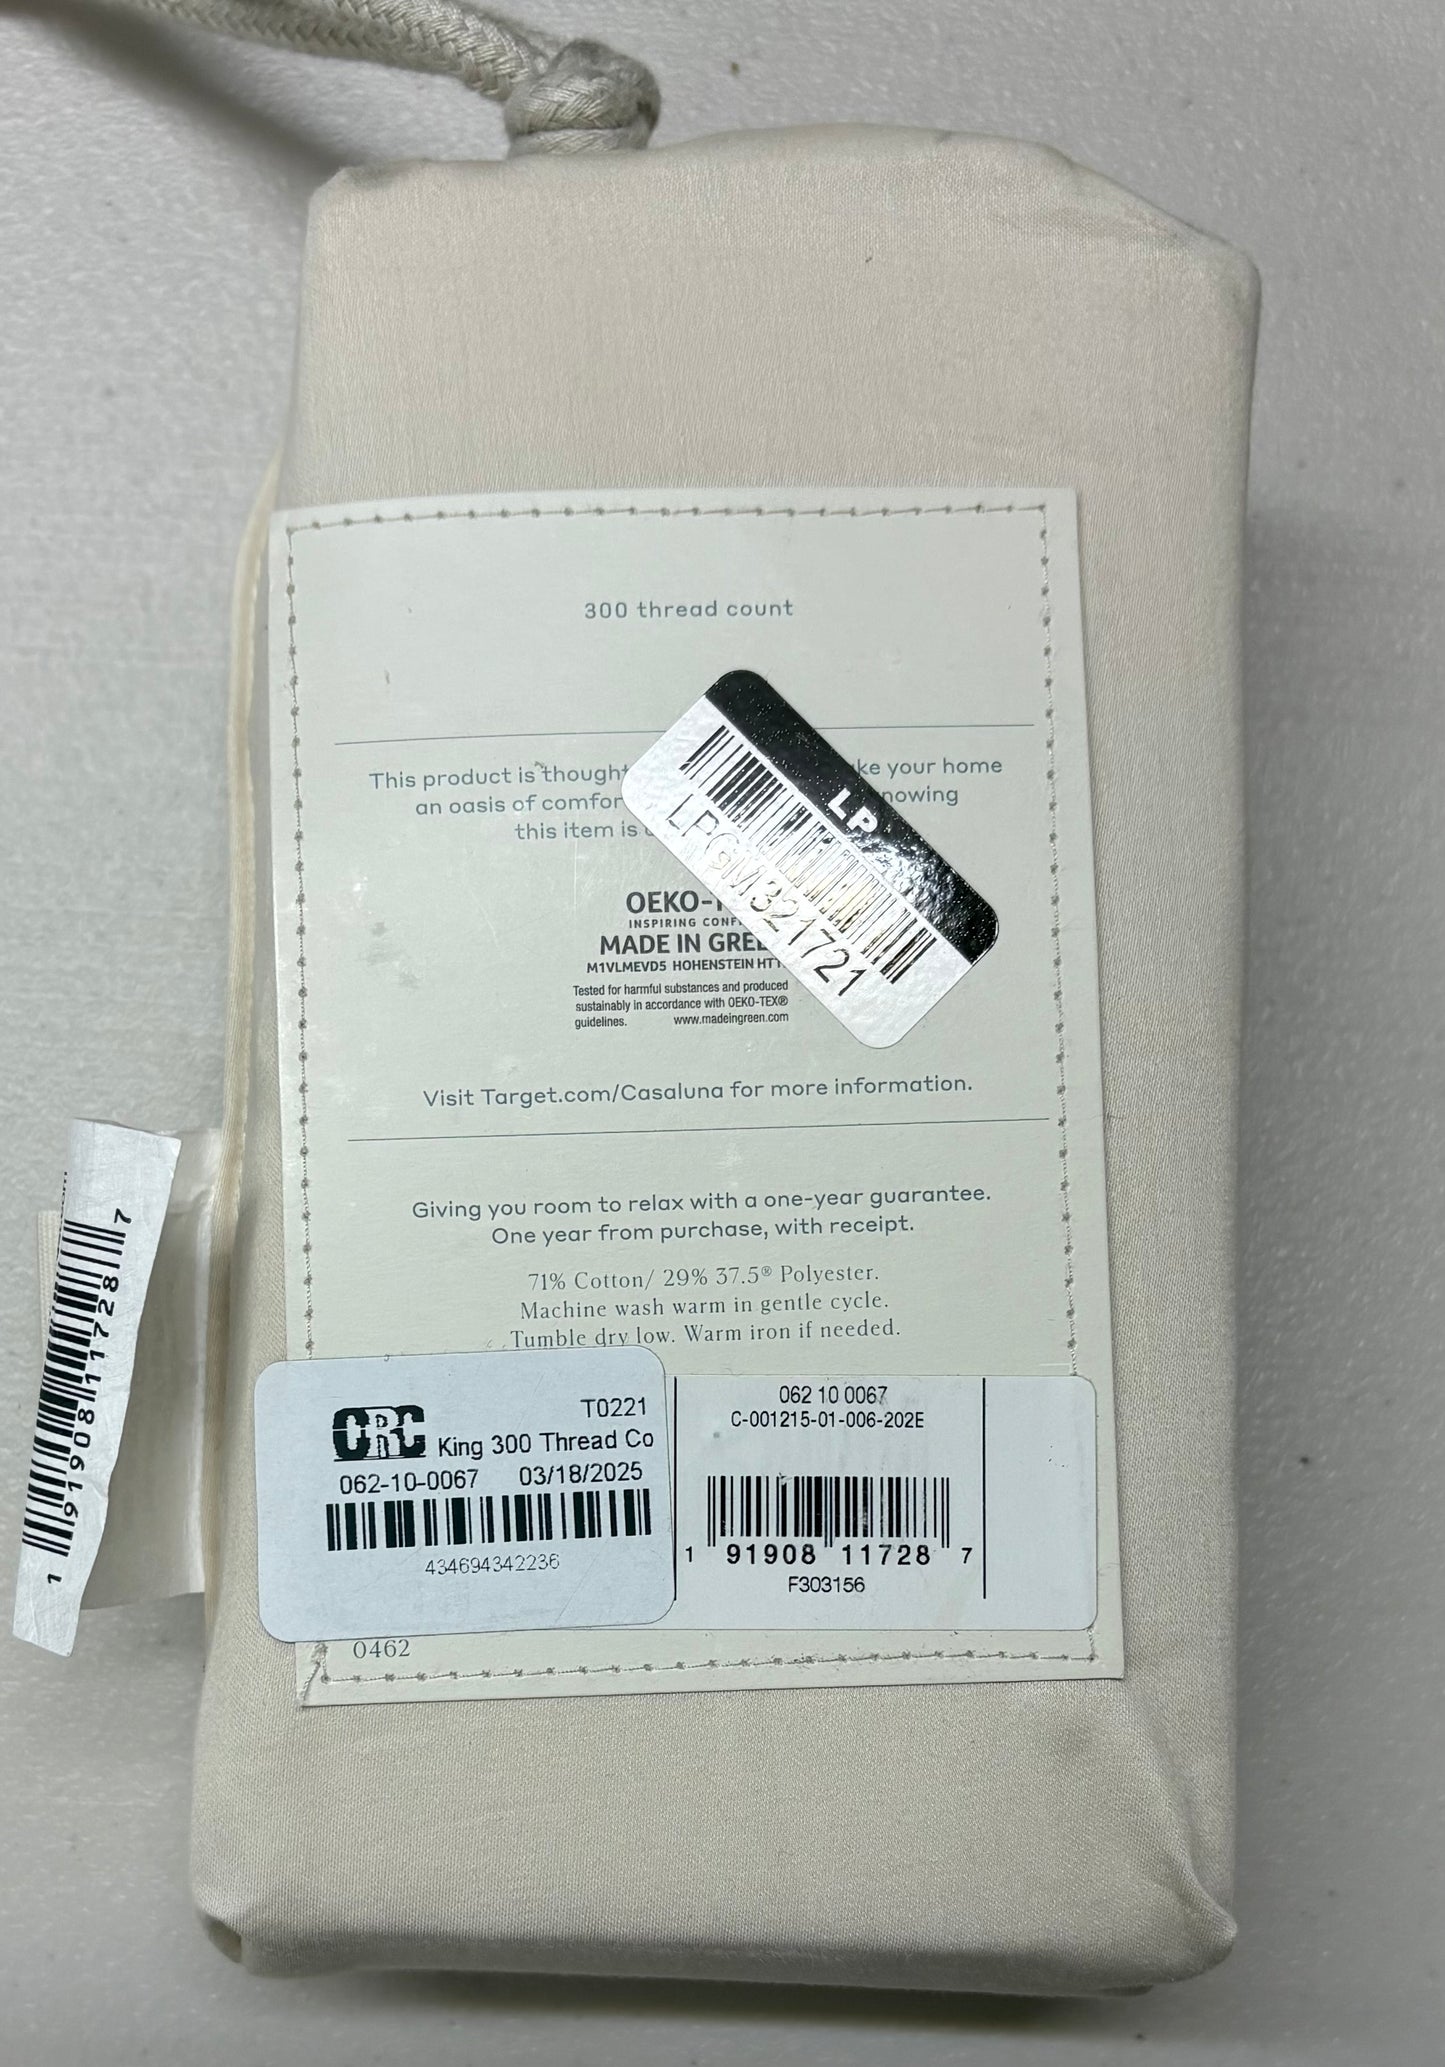 300 thread count
This product is thought ke your home
an oasis of comfor nowing
this item is
LP
LPGM321721
OEKO-
INSPIRING CONF
MADE IN GREE
M1VLMEVD5 HOHENSTEIN HTT
Tested for harmful substances and produced
sustainably in accordance with OEKO-TEX®
guidelines. www.madeingreen.com
Visit Target.com/Casaluna for more information.
Giving you room to relax with a one-year guarantee.
One year from purchase, with receipt.
71% Cotton/ 29% 37.5® Polyester.
Machine wash warm in gentle cycle.
Tumble dry low. Warm iron if needed.
T0221
CRC King 300 Thread Co
062-10-0067 03/18/2025
434694342236
062 10 0067
C-001215-01-006-202E
1 91908 11728 7
F303156
0462
1 91908 11728 7